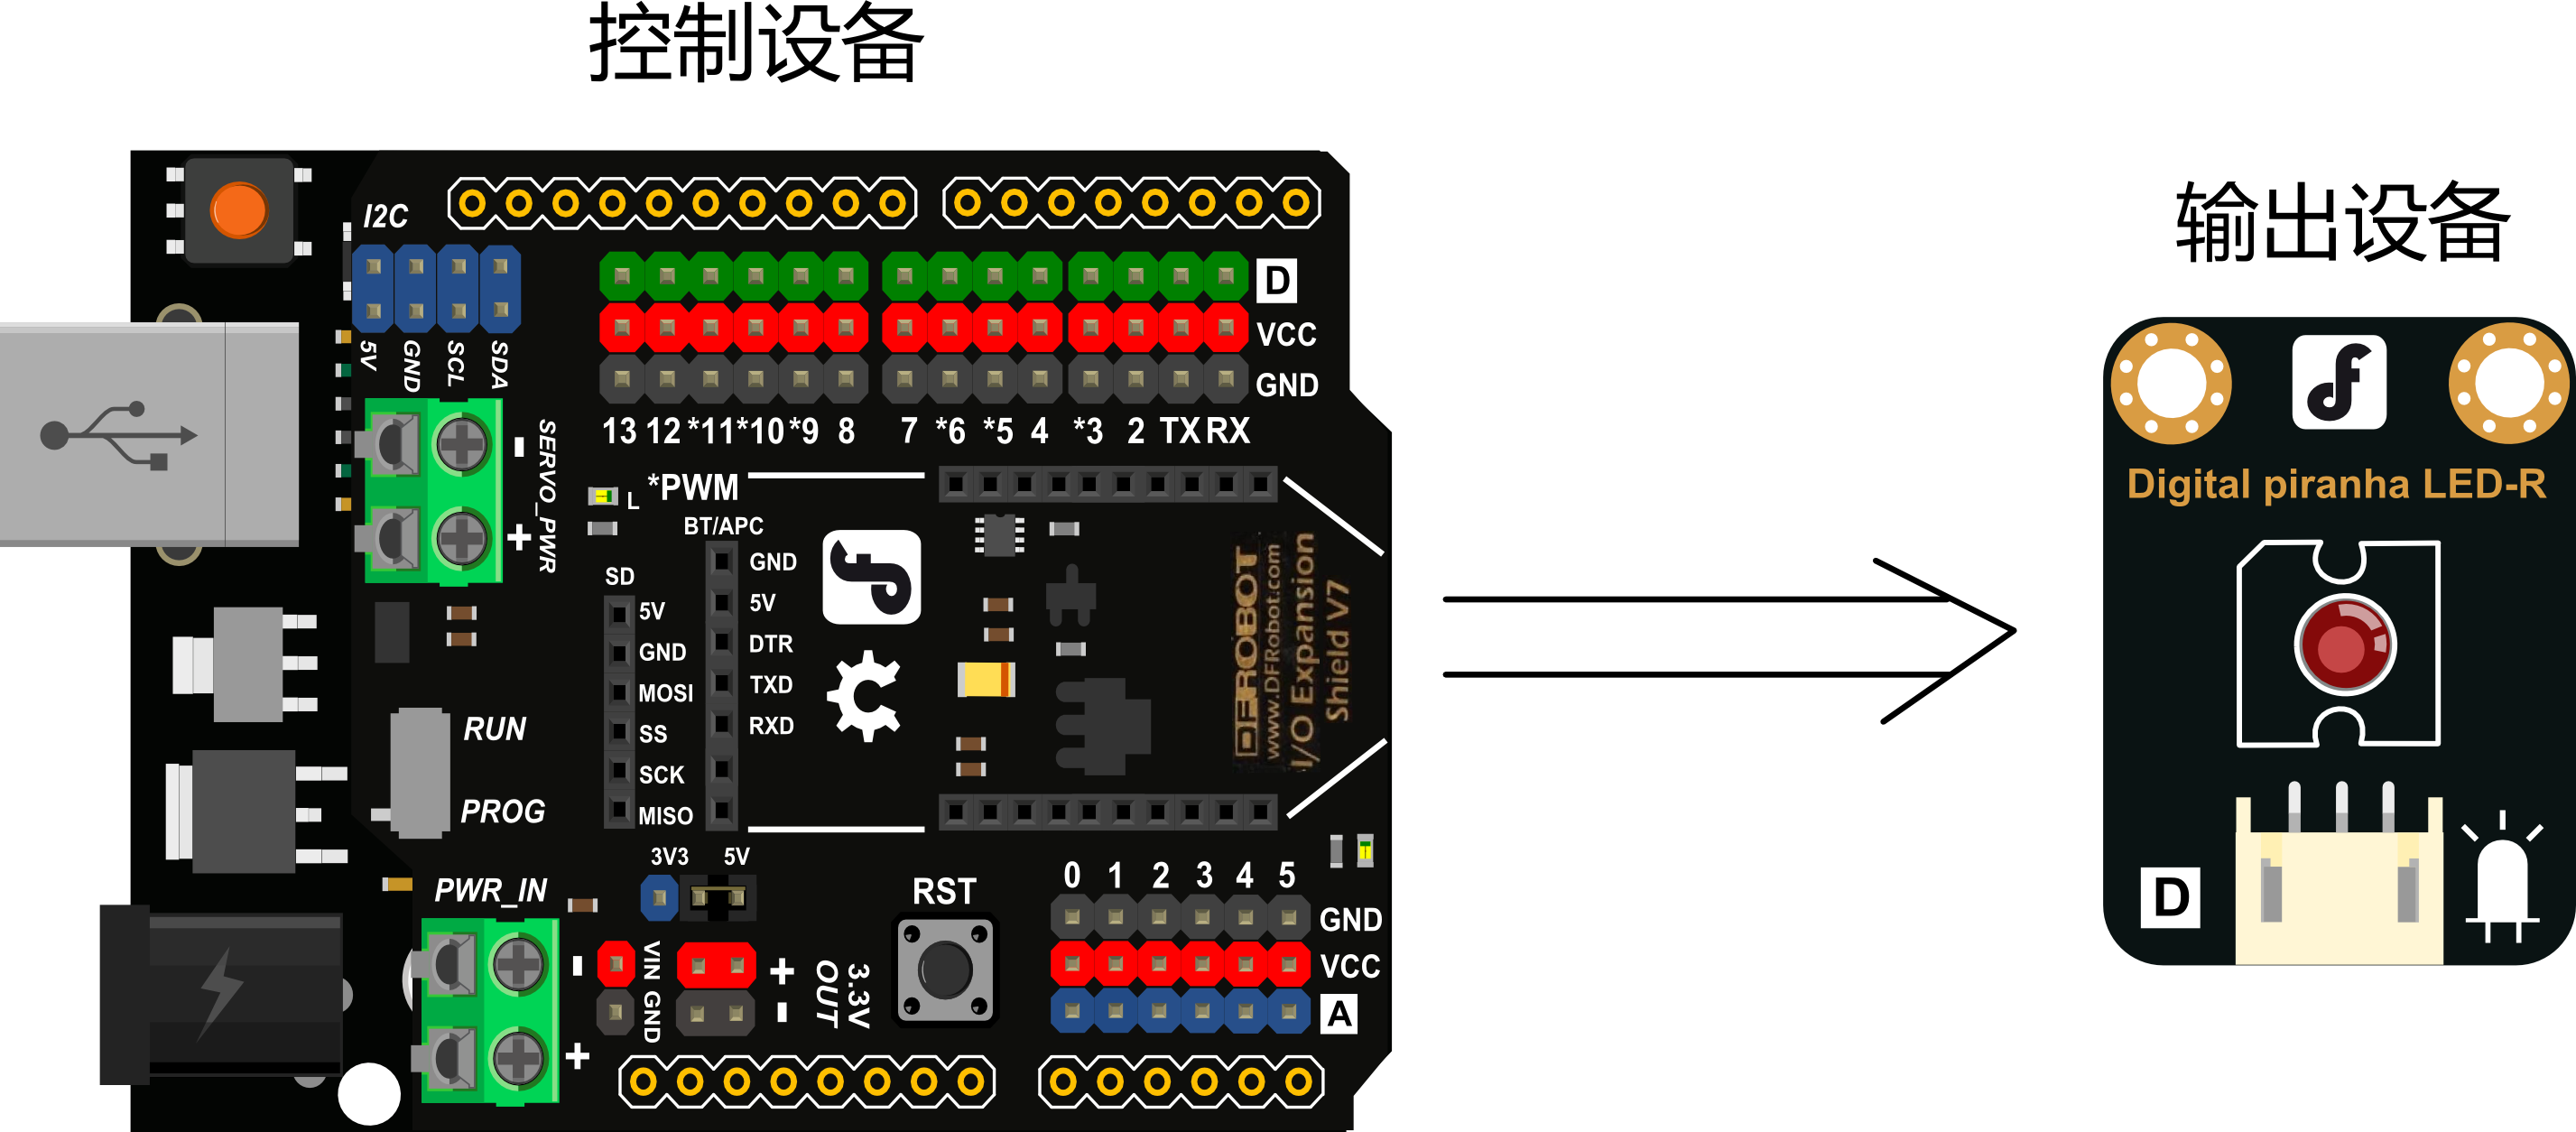 控制设备
输出设备
I2C
5V GND SCL SDA
D
VCC
GND
13 12 *11 *10 *9 8 7 *6 *5 4 *3 2 TX RX
SERVO_PWR
-
+
*PWM
L
BT/APC
GND
5V
DTR
TXD
RXD
SD
5V
GND
MOSI
SS
SCK
MISO
DFROBOT
www.DFRobot.com
I/O Expansion
Shield V7
RUN
PROG
PWR_IN
-
+
3V3 5V
VIN GND
+
-
3.3V
OUT
RST
0 1 2 3 4 5
GND
VCC
A
Digital piranha LED-R
D